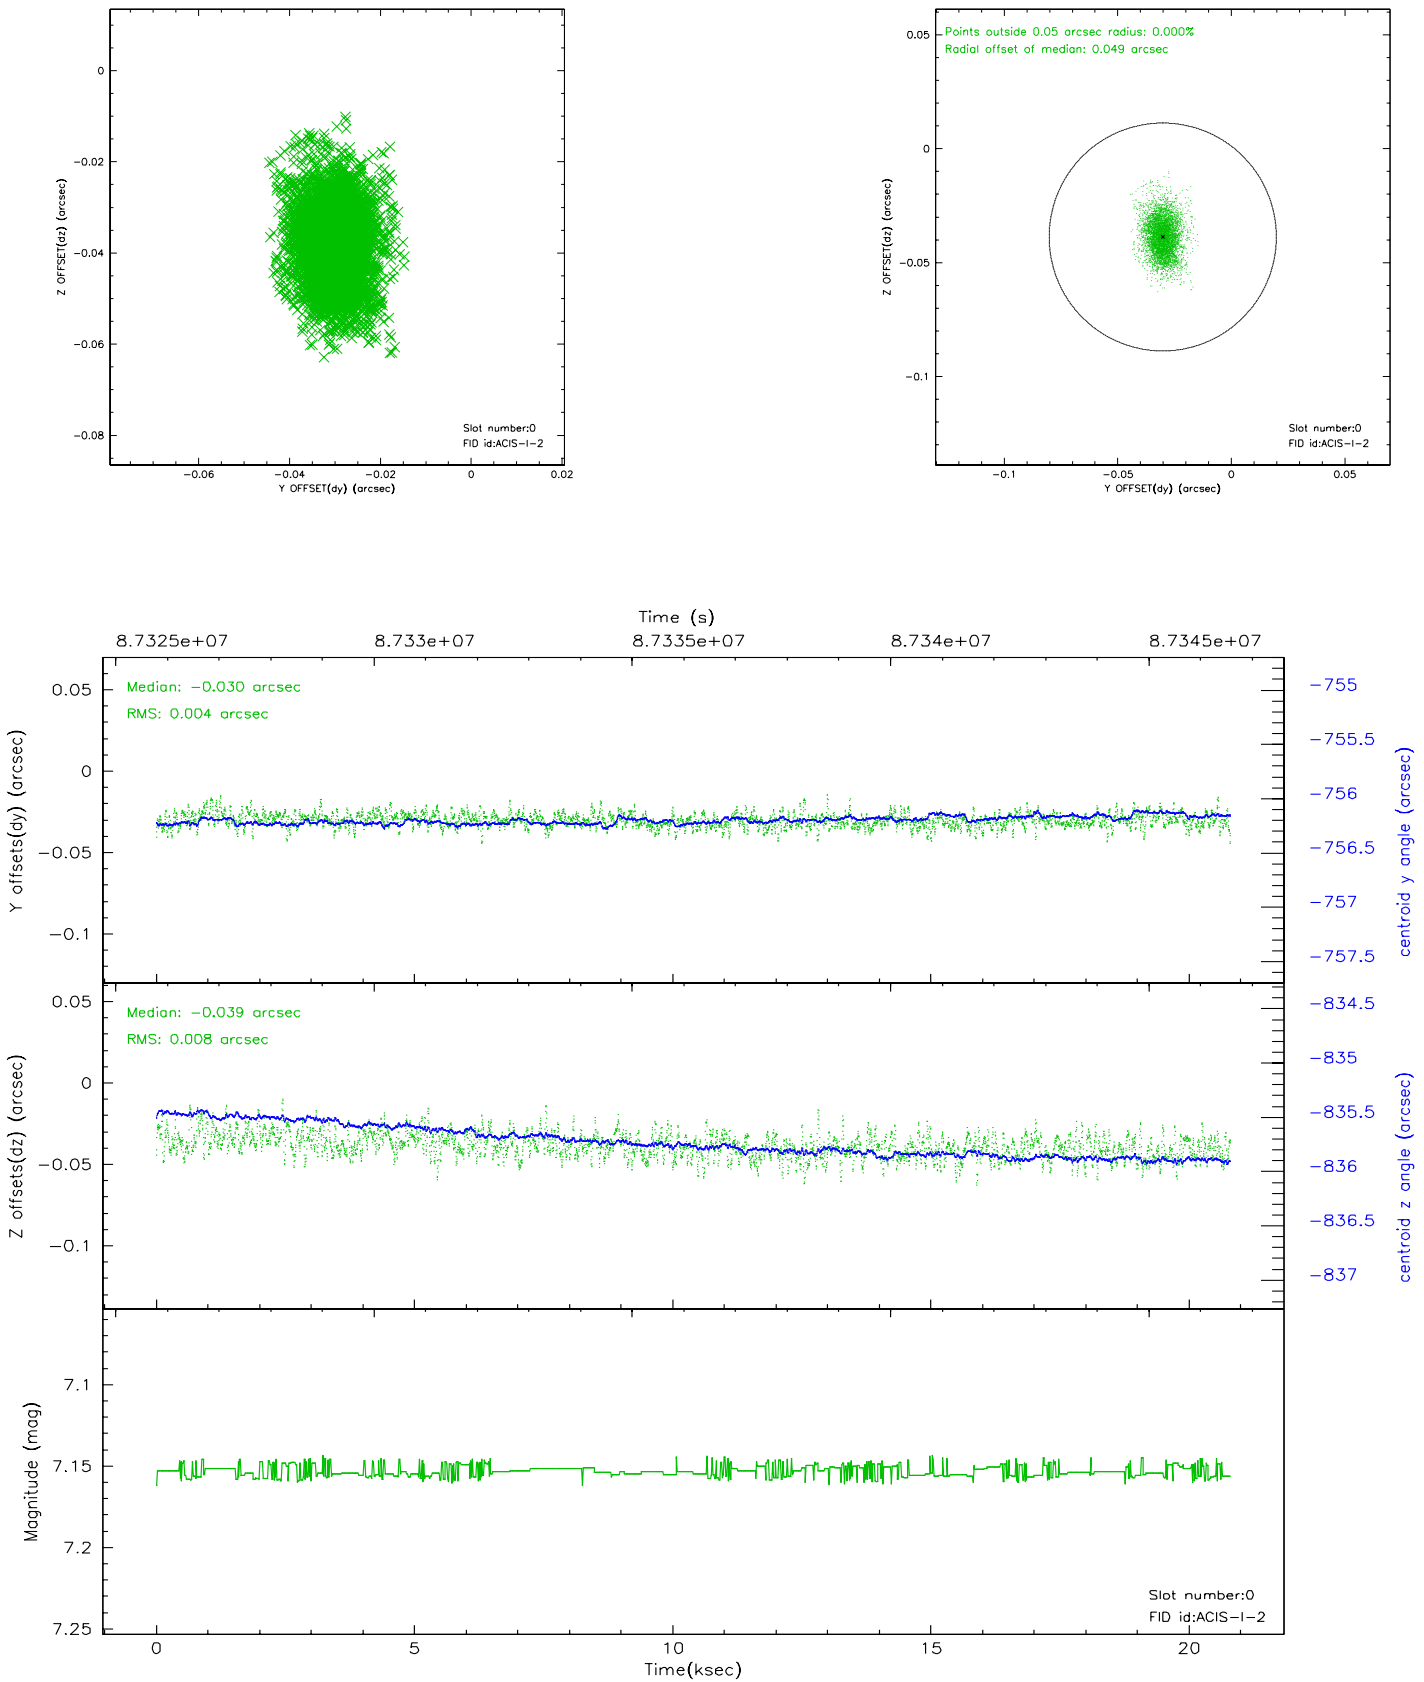 0
−0.02
−0.04
−0.06
−0.08
Z OFFSET(dz) (arcsec)
Slot number:0
FID id:ACIS−I−2
−0.06 −0.04 −0.02 0 0.02
Y OFFSET(dy) (arcsec)
Points outside 0.05 arcsec radius: 0.000%
Radial offset of median: 0.049 arcsec
0.05
0
−0.05
−0.1
Z OFFSET(dz) (arcsec)
Slot number:0
FID id:ACIS−I−2
−0.1 −0.05 0 0.05
Y OFFSET(dy) (arcsec)
Time (s)
8.7325e+07 8.733e+07 8.7335e+07 8.734e+07 8.7345e+07
Median: −0.030 arcsec
RMS: 0.004 arcsec
0.05
0
−0.05
−0.1
Y offsets(dy) (arcsec)
−755
−755.5
−756
−756.5
−757
−757.5
centroid y angle (arcsec)
Median: −0.039 arcsec
RMS: 0.008 arcsec
0.05
0
−0.05
−0.1
Z offsets(dz) (arcsec)
−834.5
−835
−835.5
−836
−836.5
−837
centroid z angle (arcsec)
7.1
7.15
7.2
7.25
Magnitude (mag)
Slot number:0
FID id:ACIS−I−2
0 5 10 15 20
Time(ksec)